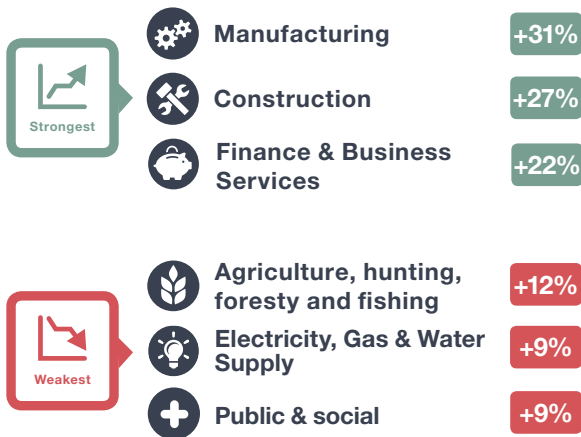 Strongest
Manufacturing
+31%
Construction
+27%
Finance & Business
Services
+22%
Weakest
Agriculture, hunting,
foresty and fishing
+12%
Electricity, Gas & Water
Supply
+9%
Public & social
+9%